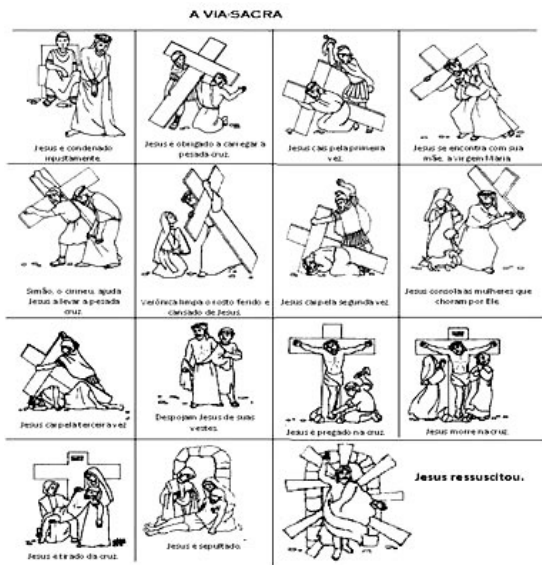 A VIA-SACRA
Jesus é condenado
injustamente.
Jesus é obrigado a carregar a
pesada cruz.
Jesus cais pela primeira
vez.
Jesus se encontra com sua
mãe, a virgem Maria.
Simão, o cirineu, ajuda
Jesus a levar a pesada
cruz.
Verônica limpa o rosto ferido e
cansado de Jesus.
Jesus cai pela segunda vez
Jesus consola as mulheres que
choram por Ele.
Jesus cai pela terceira vez
Despojam Jesus de suas
vestes.
Jesus é pregado na cruz.
Jesus morre na cruz.
Jesus é tirado da cruz.
Jesus é sepultado.
Jesus ressuscitou.